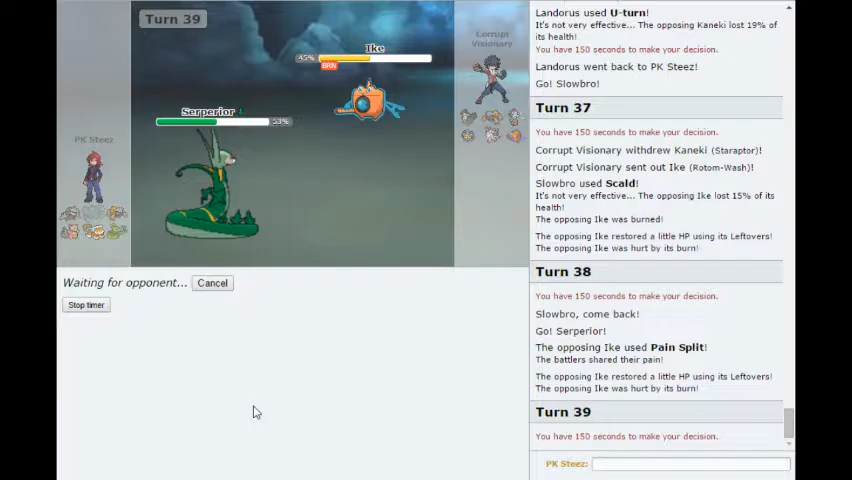 Turn 39
Ike
45%
BRN
Serperior
53%
PK Steez
Corrupt
Visionary
Waiting for opponent...
Cancel
Stop timer
Landorus used U-turn!
It's not very effective... The opposing Kaneki lost 19% of
its health!
You have 150 seconds to make your decision.
Landorus went back to PK Steez!
Go! Slowbro!
Turn 37
You have 150 seconds to make your decision.
Corrupt Visionary withdrew Kaneki (Staraptor)!
Corrupt Visionary sent out Ike (Rotom-Wash)!
Slowbro used Scald!
It's not very effective... The opposing Ike lost 15% of its
health!
The opposing Ike was burned!
The opposing Ike restored a little HP using its Leftovers!
The opposing Ike was hurt by its burn!
Turn 38
You have 150 seconds to make your decision.
Slowbro, come back!
Go! Serperior!
The opposing Ike used Pain Split!
The battlers shared their pain!
The opposing Ike restored a little HP using its Leftovers!
The opposing Ike was hurt by its burn!
Turn 39
You have 150 seconds to make your decision.
PK Steez: